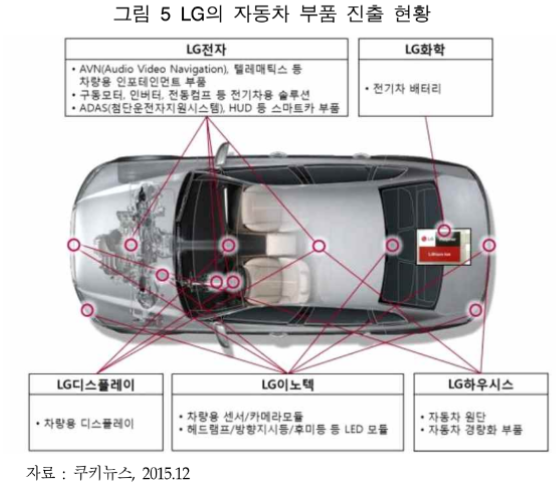 그림 5 LG의 자동차 부품 진출 현황
LG전자
• AVN(Audio Video Navigation), 텔레매틱스 등
차량용 인포테인먼트 부품
• 구동모터, 인버터, 전동컴프 등 전기차용 솔루션
• ADAS(첨단운전자지원시스템), HUD 등 스마트카 부품
LG화학
• 전기차 배터리
LG
LG디스플레이
• 차량용 디스플레이
LG이노텍
• 차량용 센서/카메라모듈
• 헤드램프/방향지시등/후미등 등 LED 모듈
LG하우시스
• 자동차 원단
• 자동차 경량화 부품
자료 : 쿠키뉴스, 2015.12